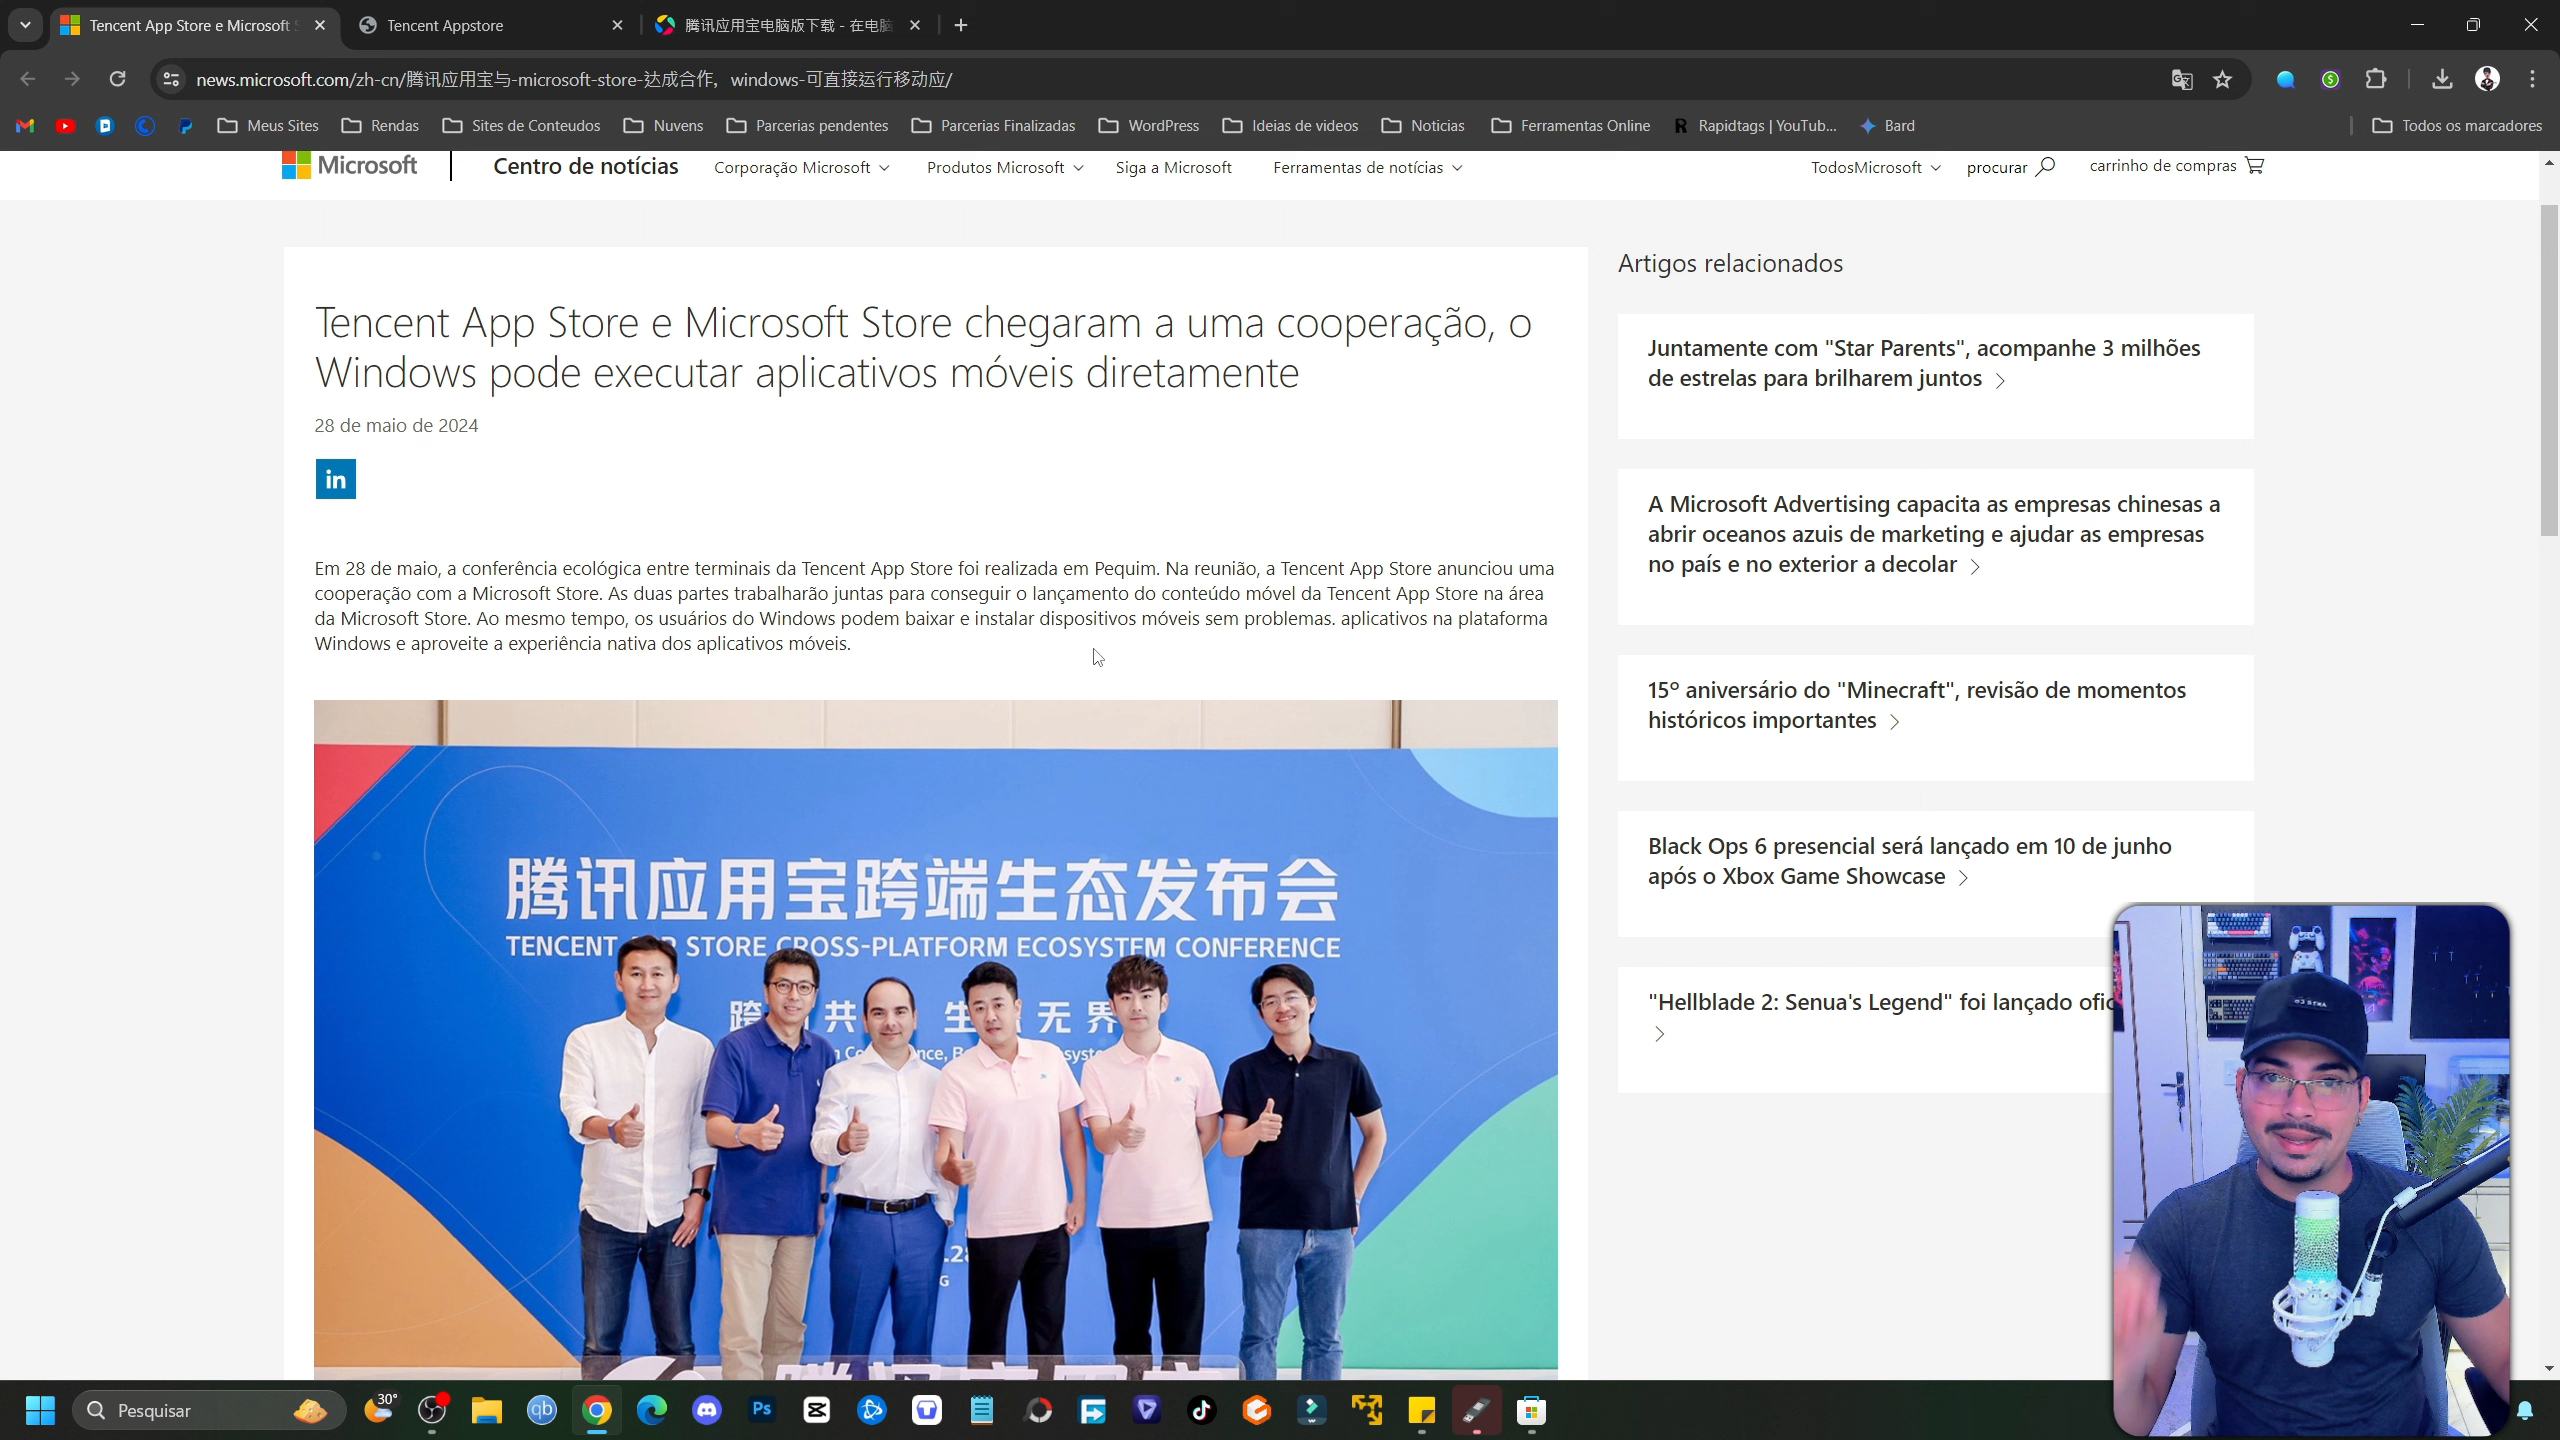 Tencent App Store e Microsoft S
Tencent Appstore
腾讯应用宝电脑版下载 - 在电脑
news.microsoft.com/zh-cn/腾讯应用宝与-microsoft-store-达成合作，windows-可直接运行移动应/
Meus Sites
Rendas
Sites de Conteudos
Nuvens
Parcerias pendentes
Parcerias Finalizadas
WordPress
Ideias de videos
Noticias
Ferramentas Online
Rapidtags | YouTub...
Bard
Todos os marcadores
Microsoft
Centro de notícias
Corporação Microsoft
Produtos Microsoft
Siga a Microsoft
Ferramentas de notícias
TodosMicrosoft
procurar
carrinho de compras
Tencent App Store e Microsoft Store chegaram a uma cooperação, o
Windows pode executar aplicativos móveis diretamente
28 de maio de 2024
in
Em 28 de maio, a conferência ecológica entre terminais da Tencent App Store foi realizada em Pequim. Na reunião, a Tencent App Store anunciou uma
cooperação com a Microsoft Store. As duas partes trabalharão juntas para conseguir o lançamento do conteúdo móvel da Tencent App Store na área
da Microsoft Store. Ao mesmo tempo, os usuários do Windows podem baixar e instalar dispositivos móveis sem problemas. aplicativos na plataforma
Windows e aproveite a experiência nativa dos aplicativos móveis.
腾讯应用宝跨端生态发布会
TENCENT APP STORE CROSS-PLATFORM ECOSYSTEM CONFERENCE
跨 共 生 无界
Artigos relacionados
Juntamente com "Star Parents", acompanhe 3 milhões
de estrelas para brilharem juntos
A Microsoft Advertising capacita as empresas chinesas a
abrir oceanos azuis de marketing e ajudar as empresas
no país e no exterior a decolar
15º aniversário do "Minecraft", revisão de momentos
históricos importantes
Black Ops 6 presencial será lançado em 10 de junho
após o Xbox Game Showcase
"Hellblade 2: Senua's Legend" foi lançado ofic
Pesquisar
30°
qb
Ps